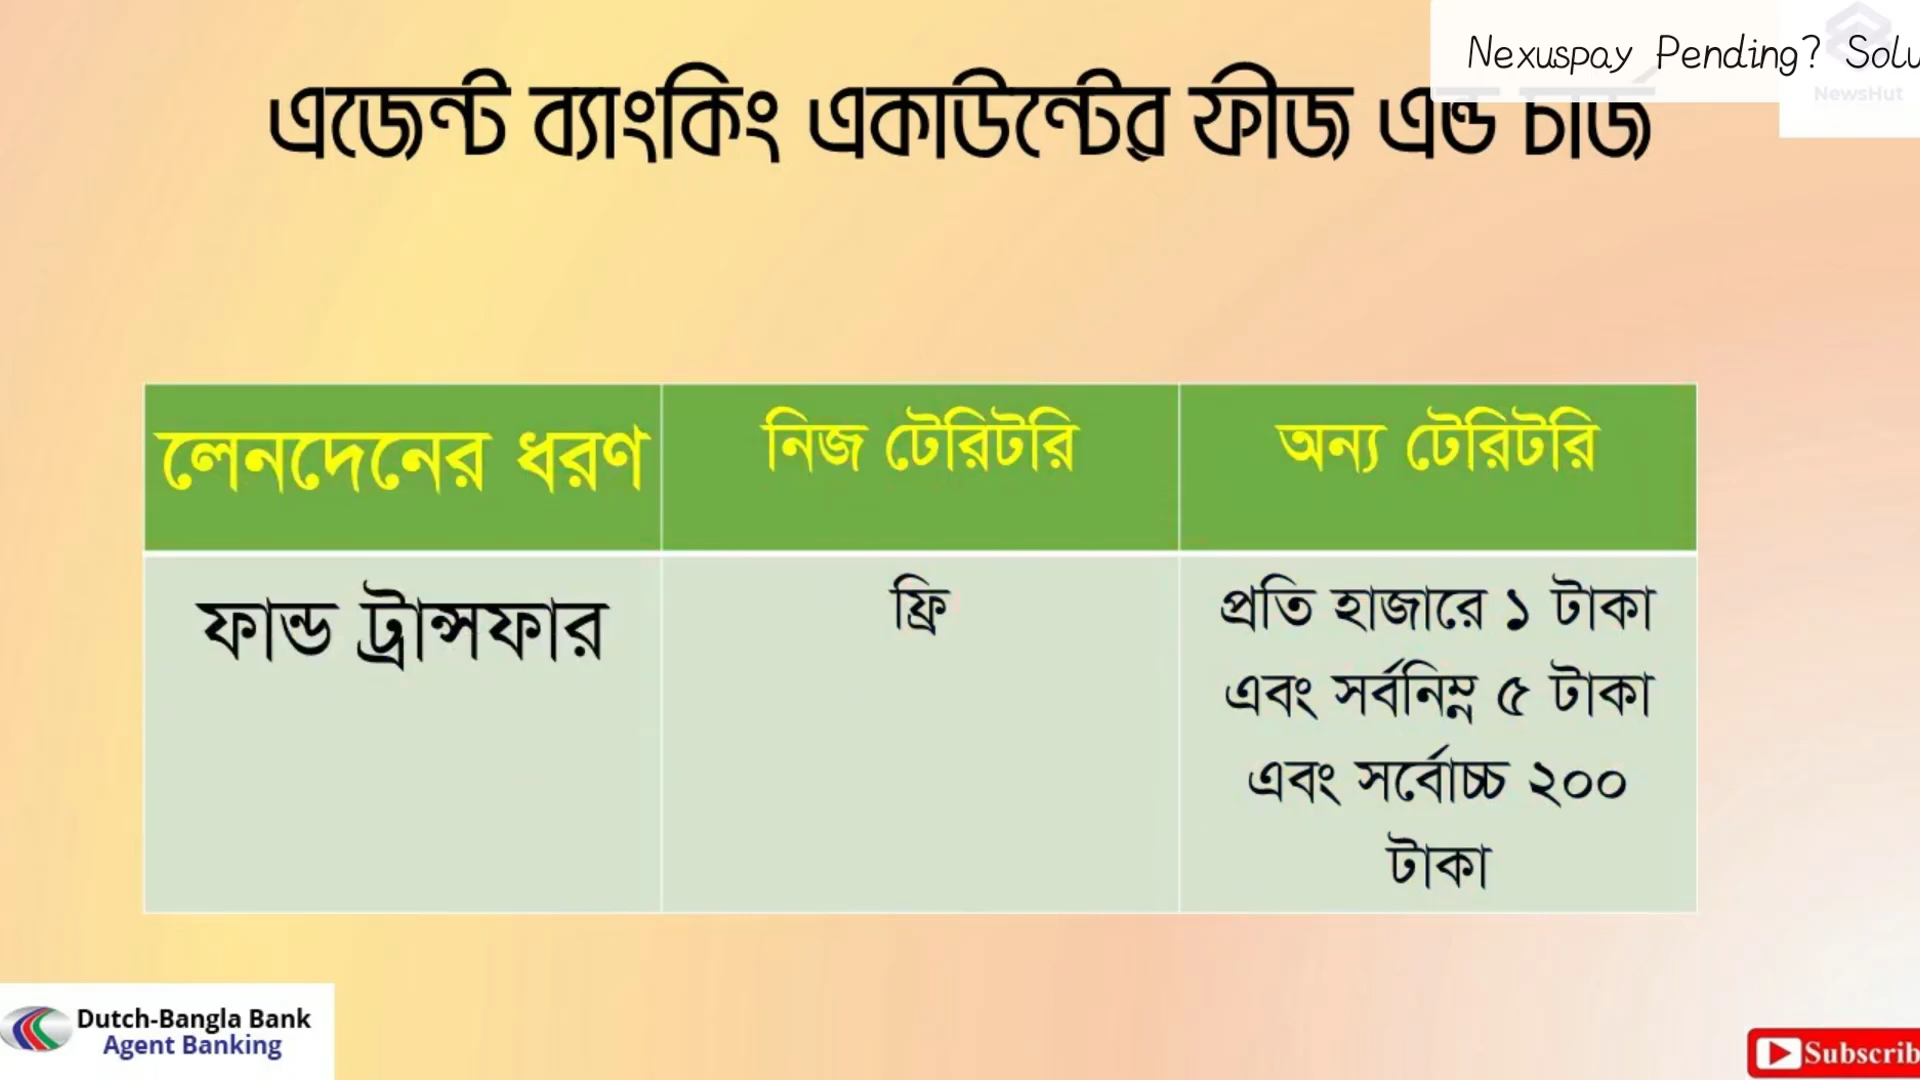 Nexuspay Pending?
NewsHut
এজেন্ট ব্যাংকিং একাউন্টের ফীজ এন্ড চার্জ
লেনদেনের ধরণ
নিজ টেরিটরি
অন্য টেরিটরি
ফান্ড ট্রান্সফার
ফ্রি
প্রতি হাজারে ১ টাকা
এবং সর্বনিম্ন ৫ টাকা
এবং সর্বোচ্চ ২০০
টাকা
Dutch-Bangla Bank
Agent Banking
Subscrib